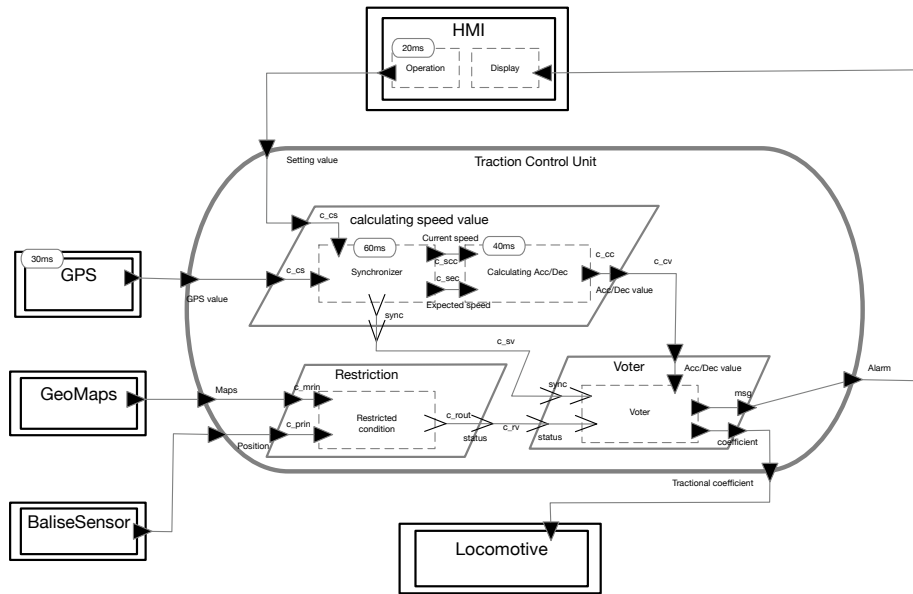 HMI
20ms
Operation
Display
Setting value
Traction Control Unit
c_cs
calculating speed value
30ms
GPS
GPS value
c_cs
60ms
Synchronizer
Current speed
c_scc
c_sec
Expected speed
40ms
Calculating Acc/Dec
c_cc
Acc/Dec value
c_cv
sync
c_sv
GeoMaps
Maps
Restriction
c_mrin
c_prin
Restricted
condition
Position
c_rout
status
c_rv
Voter
Acc/Dec value
sync
status
Voter
msg
coefficient
Alarm
Tractional coefficient
BaliseSensor
Locomotive